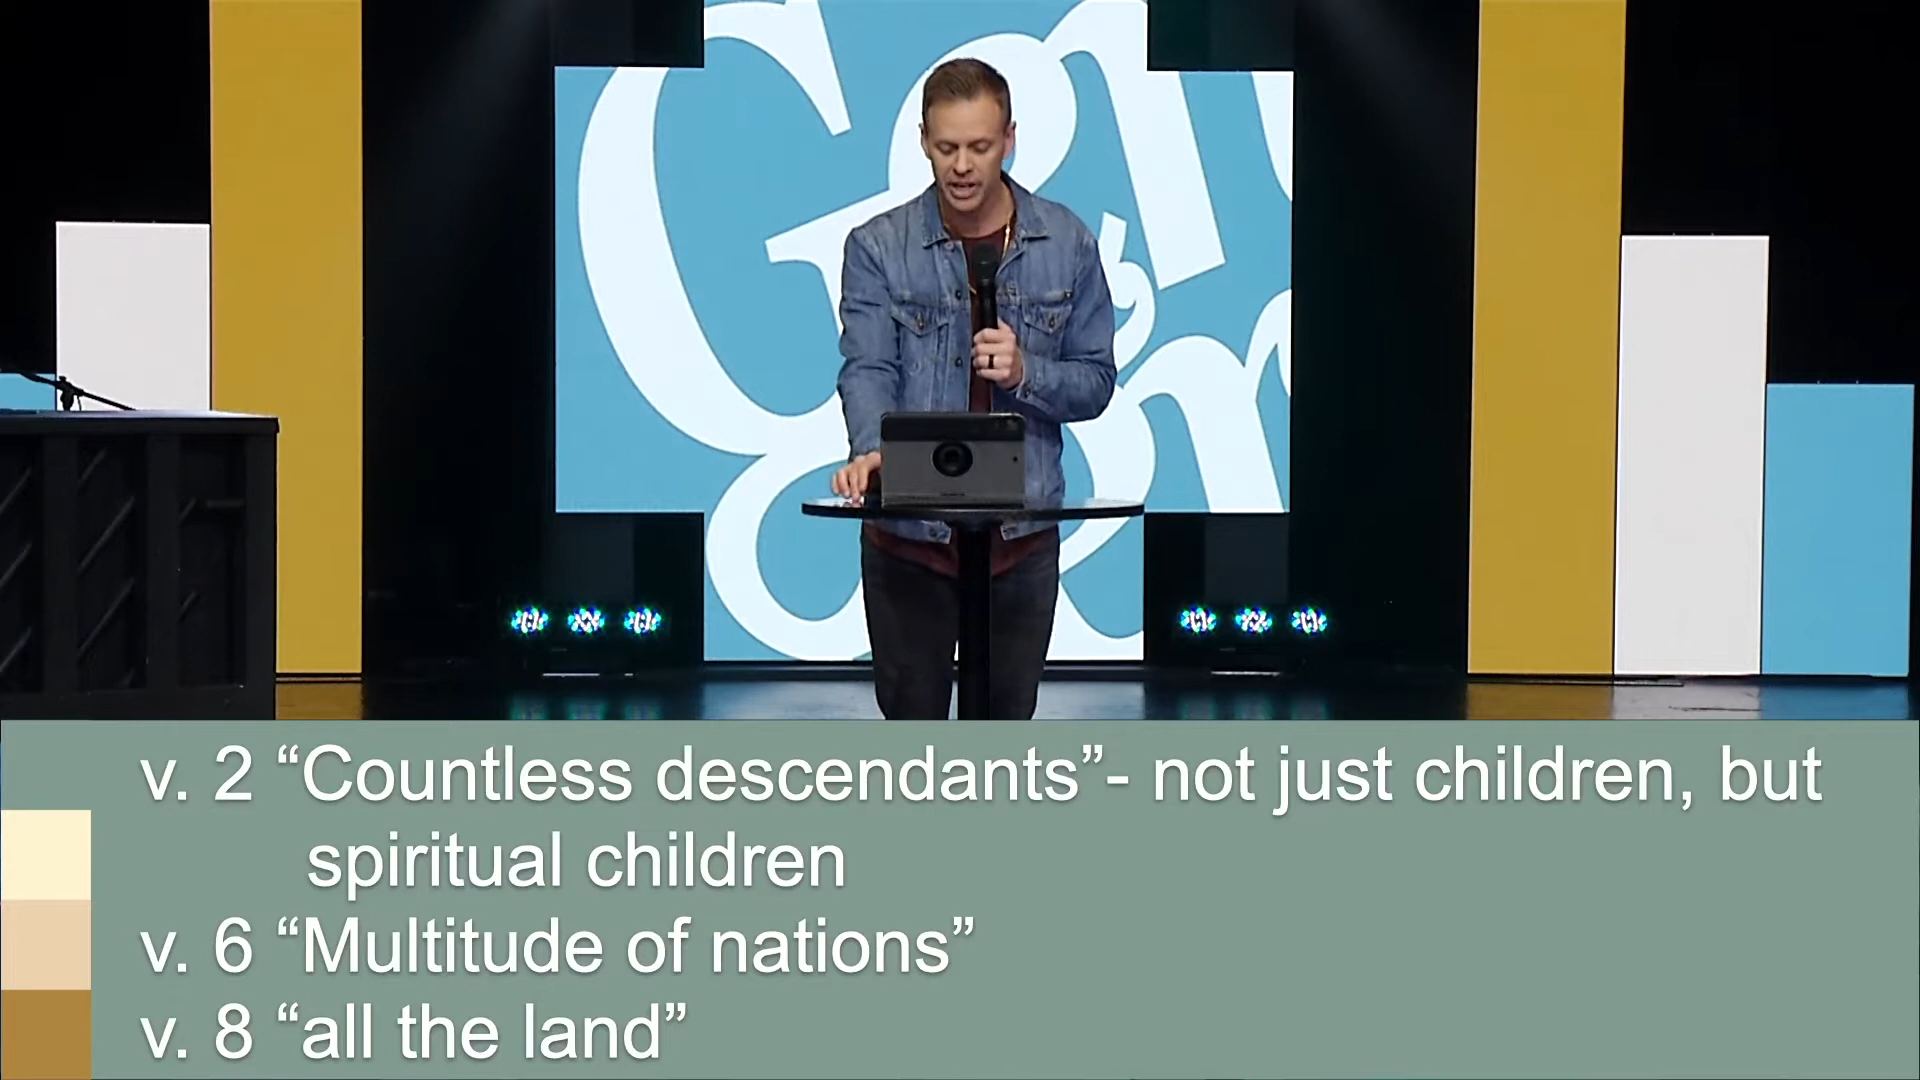 v. 2 “Countless descendants”- not just children, but
spiritual children
v. 6 “Multitude of nations”
v. 8 “all the land”